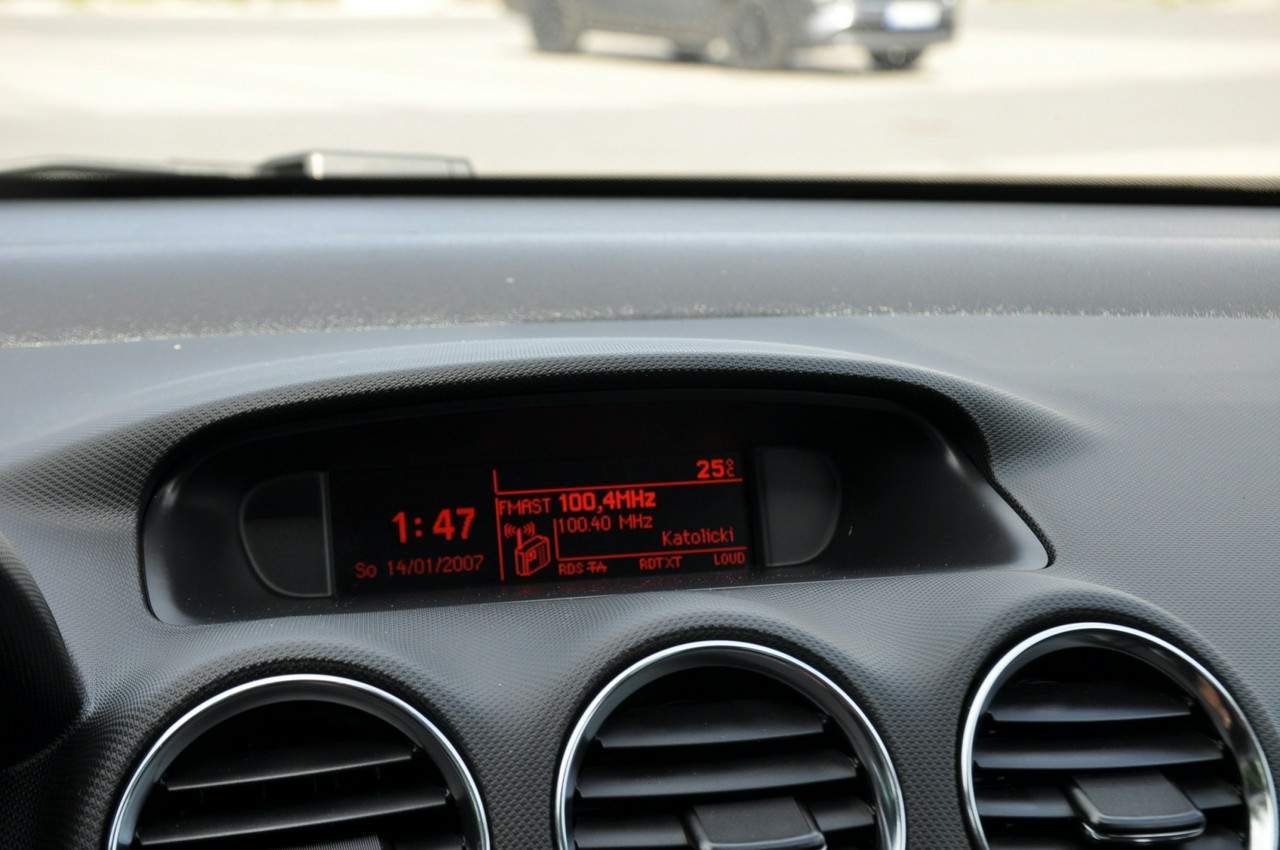 25°C
1:47
So 14/01/2007
FMAST 100,4MHz
100.40 MHz
Katolicki
RDS TA RDTXT LOUD